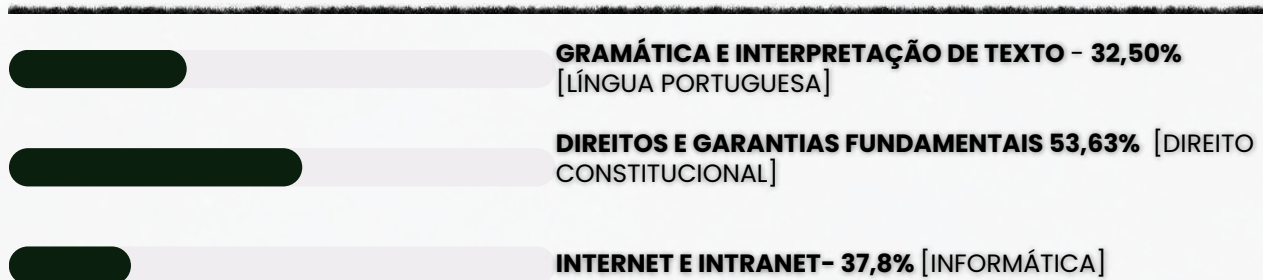 GRAMÁTICA E INTERPRETAÇÃO DE TEXTO - 32,50%
[LÍNGUA PORTUGUESA]
DIREITOS E GARANTIAS FUNDAMENTAIS 53,63% [DIREITO
CONSTITUCIONAL]
INTERNET E INTRANET- 37,8% [INFORMÁTICA]